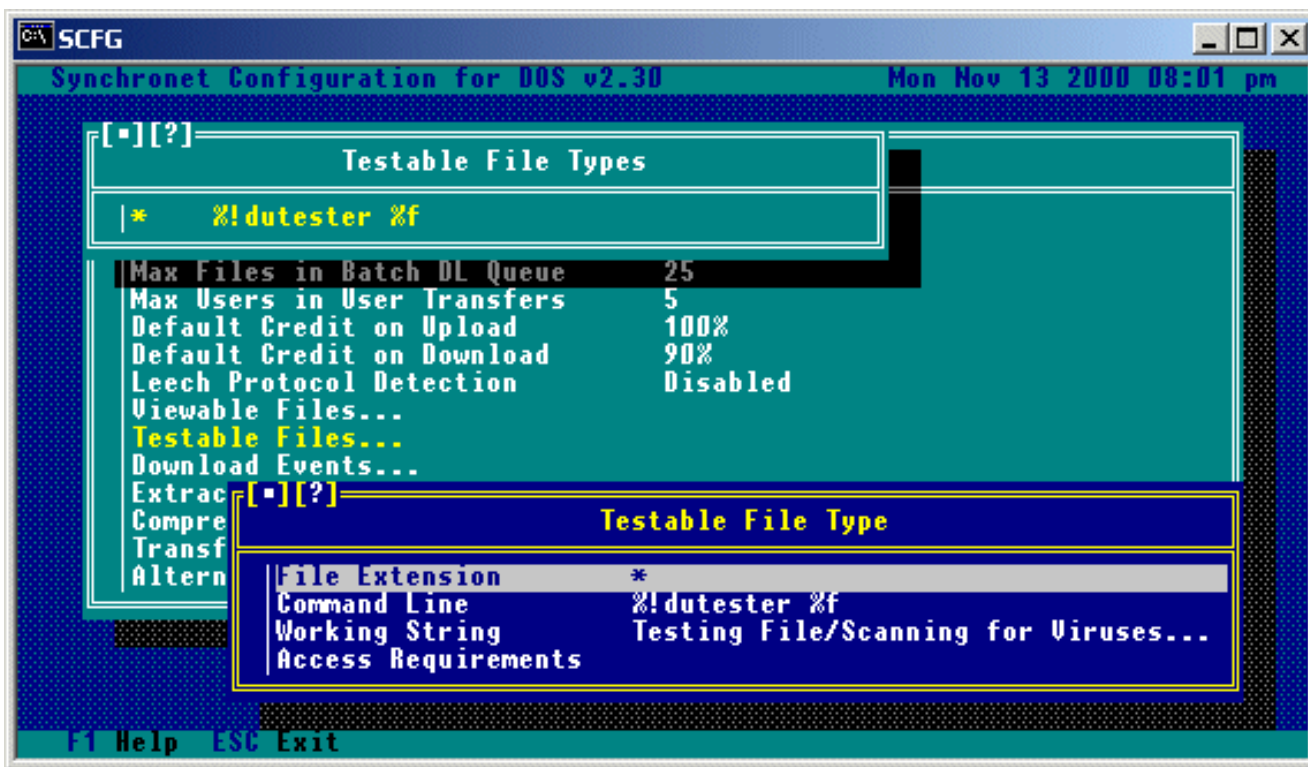 SCFG
Synchronet Configuration for DOS v2.30 Mon Nov 13 2000 08:01 pm
[▪][?]
Testable File Types
|* %!dutester %f
|Max Files in Batch DL Queue 25
|Max Users in User Transfers 5
|Default Credit on Upload 100%
|Default Credit on Download 90%
|Leech Protocol Detection Disabled
|Viewable Files...
|Testable Files...
|Download Events...
|Extrac
|Compre
|Transf
|Altern
[▪][?]
Testable File Type
|File Extension *
|Command Line %!dutester %f
|Working String Testing File/Scanning for Viruses...
|Access Requirements
F1 Help ESC Exit